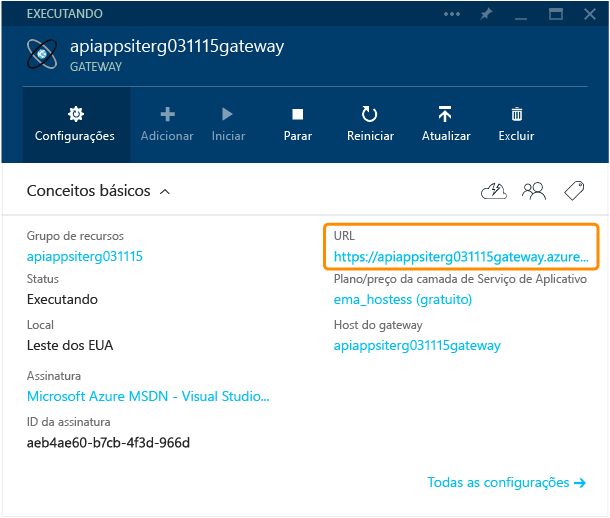 EXECUTANDO
apiappsiterg031115gateway
GATEWAY
Configurações
Adicionar
Iniciar
Parar
Reiniciar
Atualizar
Excluir
Conceitos básicos
Grupo de recursos
apiappsiterg031115
URL
https://apiappsiterg031115gateway.azure...
Status
Executando
Plano/preço da camada de Serviço de Aplicativo
ema_hostess (gratuito)
Local
Leste dos EUA
Host do gateway
apiappsiterg031115gateway
Assinatura
Microsoft Azure MSDN - Visual Studio...
ID da assinatura
aeb4ae60-b7cb-4f3d-966d
Todas as configurações